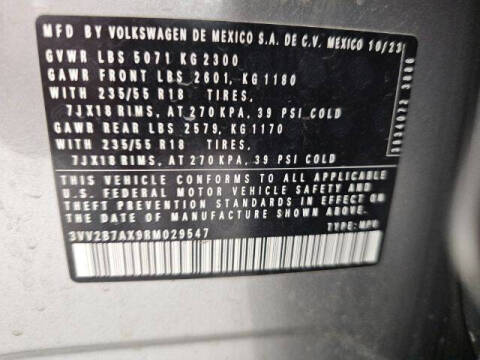 MFD BY VOLKSWAGEN DE MEXICO S.A. DE C.V. MEXICO 10/23
GVWR LBS 5071 KG 2300
GAWR FRONT LBS 2601, KG 1180
WITH 235/55 R18 TIRES,
7JX18 RIMS, AT 270 KPA, 39 PSI COLD
GAWR REAR LBS 2579, KG 1170
WITH 235/55 R18 TIRES,
7JX18 RIMS, AT 270 KPA, 39 PSI COLD
THIS VEHICLE CONFORMS TO ALL APPLICABLE
U.S. FEDERAL MOTOR VEHICLE SAFETY AND
THEFT PREVENTION STANDARDS IN EFFECT ON
THE DATE OF MANUFACTURE SHOWN ABOVE
3VV2B7AX9RM029547 TYPE: MPV